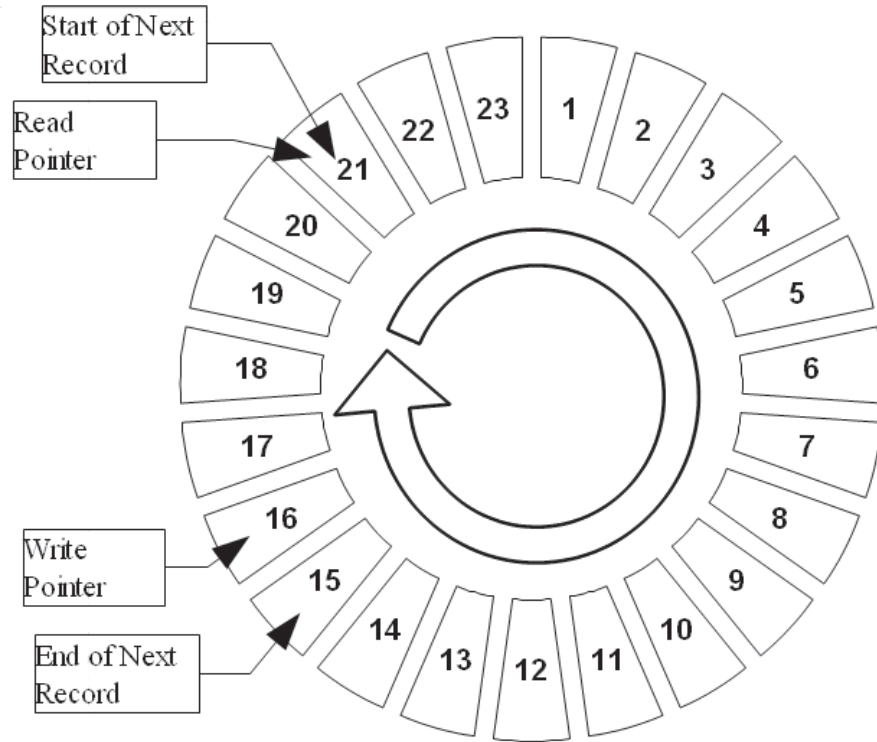 Start of Next
Record
Read
Pointer
Write
Pointer
End of Next
Record
1
2
3
4
5
6
7
8
9
10
11
12
13
14
15
16
17
18
19
20
21
22
23